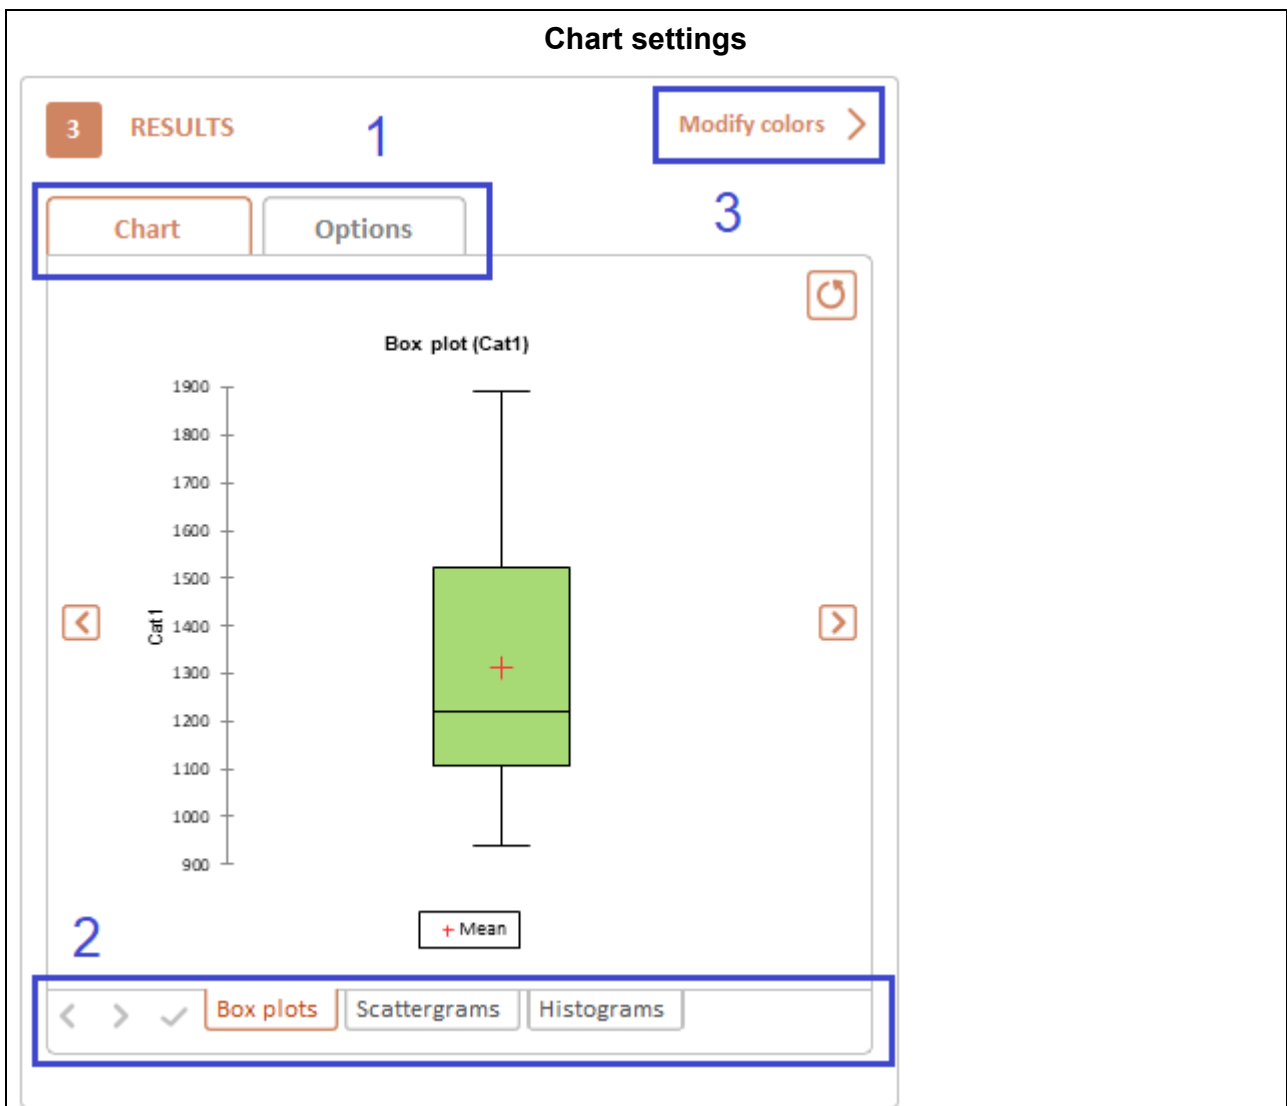 Chart settings
3 RESULTS 1 Modify colors
Chart Options 3
Box plot (Cat1)
1900
1800
1700
1600
1500
Cat1 1400
1300
1200
1100
1000
900
2
+ Mean
Box plots Scattergrams Histograms